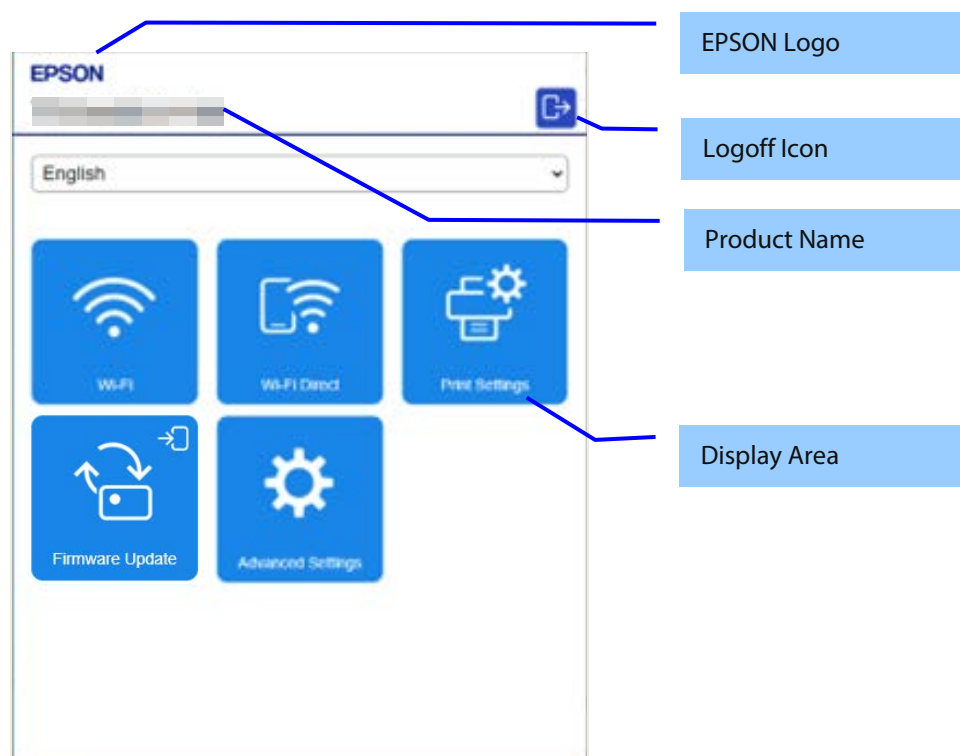 EPSON Logo
EPSON
Logoff Icon
English
Product Name
Wi-Fi
Wi-Fi Direct
Print Settings
Display Area
Firmware Update
Advanced Settings